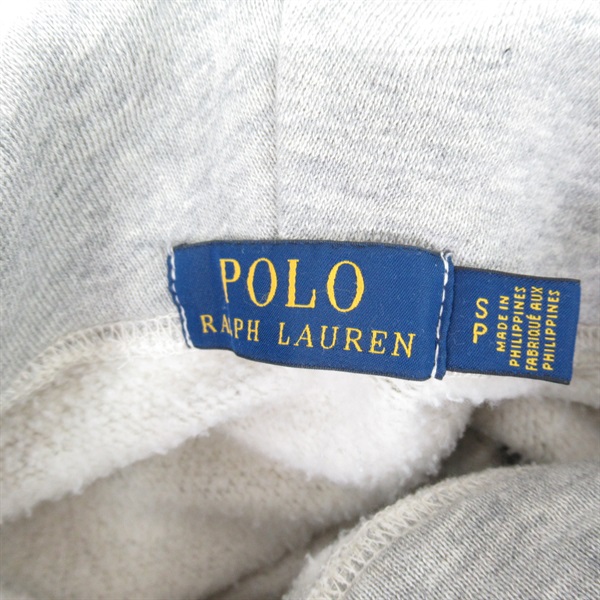 POLO
RALPH LAUREN
S
P
MADE IN
PHILIPPINES
FABRIQUÉ AUX
PHILIPPINES